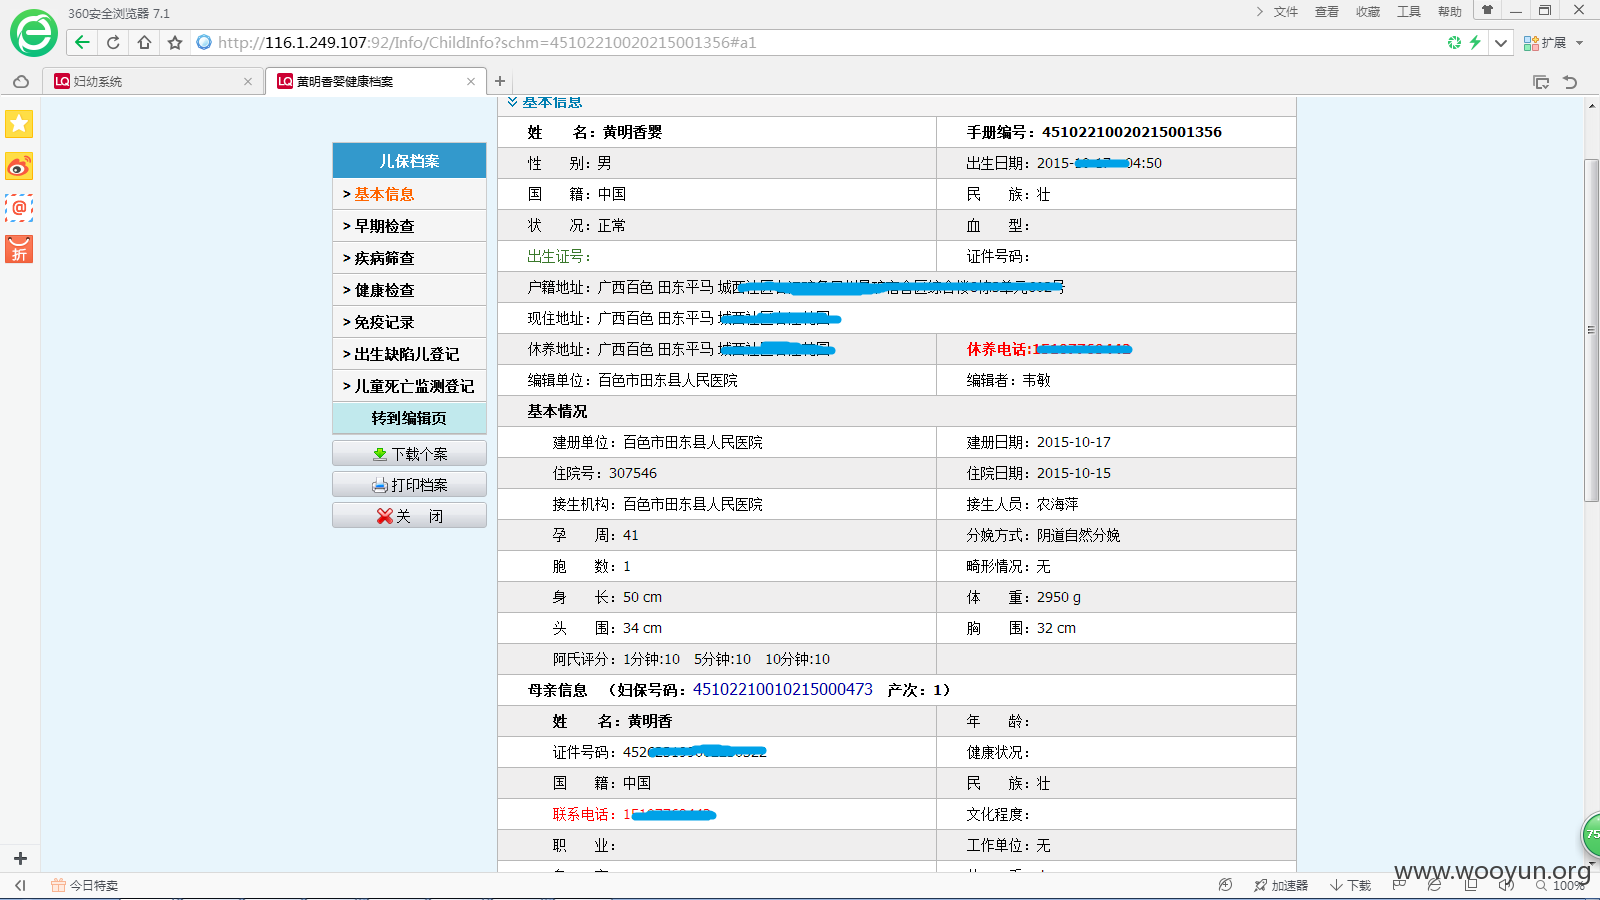 360安全浏览器 7.1
文件 查看 收藏 工具 帮助
http://116.1.249.107:92/Info/ChildInfo?schm=45102210020215001356#a1
扩展
LQ 妇幼系统
LQ 黄明香婴健康档案
基本信息
姓 名：黄明香婴 手册编号：45102210020215001356
儿保档案
性 别：男 出生日期：2015- 04:50
> 基本信息
国 籍：中国 民 族：壮
> 早期检查
状 况：正常 血 型：
> 疾病筛查
出生证号： 证件号码：
> 健康检查
户籍地址：广西百色 田东平马 城
> 免疫记录
现住地址：广西百色 田东平马
> 出生缺陷儿登记
休养地址：广西百色 田东平马 休养电话:1
> 儿童死亡监测登记
编辑单位：百色市田东县人民医院 编辑者：韦敏
转到编辑页
基本情况
下载个案
建册单位：百色市田东县人民医院 建册日期：2015-10-17
打印档案
住院号：307546 住院日期：2015-10-15
关 闭
接生机构：百色市田东县人民医院 接生人员：农海萍
孕 周：41 分娩方式：阴道自然分娩
胞 数：1 畸形情况：无
身 长：50 cm 体 重：2950 g
头 围：34 cm 胸 围：32 cm
阿氏评分：1分钟:10 5分钟:10 10分钟:10
母亲信息 （妇保号码：45102210010215000473 产次：1）
姓 名：黄明香 年 龄：
证件号码：452 健康状况：
国 籍：中国 民 族：壮
联系电话：1 文化程度：
职 业： 工作单位：无
75
www.wooyun.org
今日特卖
加速器 下载 100%
折